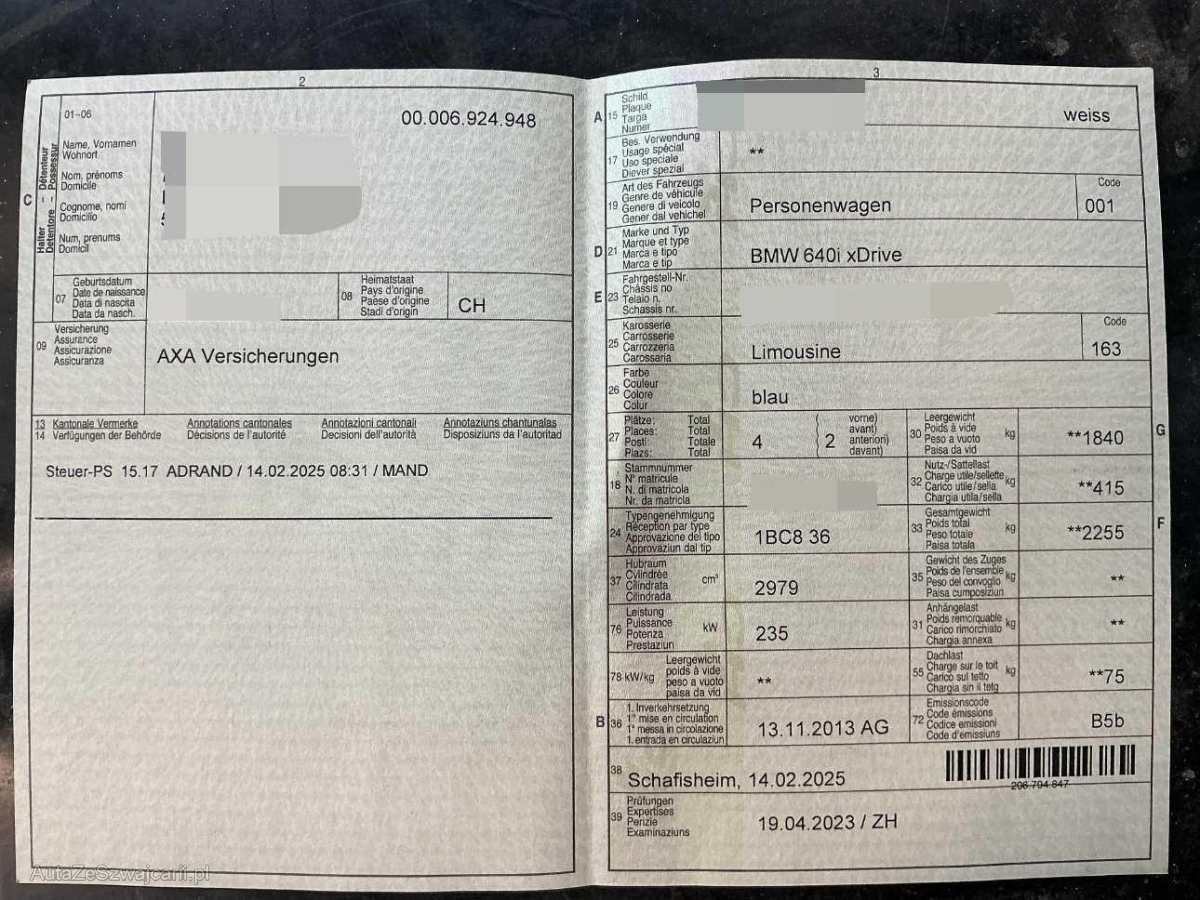 2
01-06
00.006.924.948
C
Halter – Détenteur
Detentore – Possessur
Name, Vornamen
Wohnort
Nom, prénoms
Domicile
Cognome, nomi
Domicilio
Num, prenums
Domicil
07
Geburtsdatum
Date de naissance
Data di nascita
Data da nasch.
08
Heimatstaat
Pays d'origine
Paese d'origine
Stadi d'origin
CH
09
Versicherung
Assurance
Assicurazione
Assicuranza
AXA Versicherungen
13 Kantonale Vermerke Annotations cantonales Annotazioni cantonali Annotaziuns chantunalas
14 Verfügungen der Behörde Décisions de l'autorité Decisioni dell'autorità Disposiziuns da l'autoritad
Steuer-PS 15.17 ADRAND / 14.02.2025 08:31 / MAND
3
A 15
Schild
Plaque
Targa
Numer
weiss
17
Bes. Verwendung
Usage spécial
Uso speciale
Diever spezial
**
19
Art des Fahrzeugs
Genre de véhicule
Genere di veicolo
Gener dal vehichel
Personenwagen
Code
001
D 21
Marke und Typ
Marque et type
Marca e tipo
Marca e tip
BMW 640i xDrive
E 23
Fahrgestell-Nr.
Châssis no
Telaio n.
Schassis nr.
25
Karosserie
Carrosserie
Carrozzeria
Carossaria
Limousine
Code
163
26
Farbe
Couleur
Colore
Colur
blau
27
Plätze: Total
Places: Total
Posti: Totale
Plazs: Total
4
( vorne)
( avant)
2
( anteriori)
( davant)
30
Leergewicht
Poids à vide
Peso a vuoto
Paisa da vid
kg
**1840
G
18
Stammnummer
N° matricule
N. di matricola
Nr. da matricla
32
Nutz-/Sattellast
Charge utile/sellette
Carico utile/sella
Chargia utila/sella
kg
**415
24
Typengenehmigung
Réception par type
Approvazione del tipo
Approvaziun dal tip
1BC8 36
33
Gesamtgewicht
Poids total
Peso totale
Paisa totala
kg
**2255
F
37
Hubraum
Cylindrée
Cilindrata
Cilindrada
cm³
2979
35
Gewicht des Zuges
Poids de l'ensemble
Peso del convoglio
Paisa cumposiziun
kg
**
76
Leistung
Puissance
Potenza
Prestaziun
kW
235
31
Anhängelast
Poids remorquable
Carico rimorchiato
Chargia annexa
kg
**
78 kW/kg
Leergewicht
poids à vide
peso a vuoto
paisa da vid
**
55
Dachlast
Charge sur le toit
Carico sul tetto
Chargia sin il tetg
kg
**75
B 36
1. Inverkehrsetzung
1re mise en circulation
1a messa in circolazione
1. entrada en circulaziun
13.11.2013 AG
72
Emissionscode
Code émissions
Codice emissioni
Code d'emissiuns
B5b
38
Schafisheim, 14.02.2025
206 704 847
39
Prüfungen
Expertises
Perizie
Examinaziuns
19.04.2023 / ZH
AutaZeSzwajcarii.pl